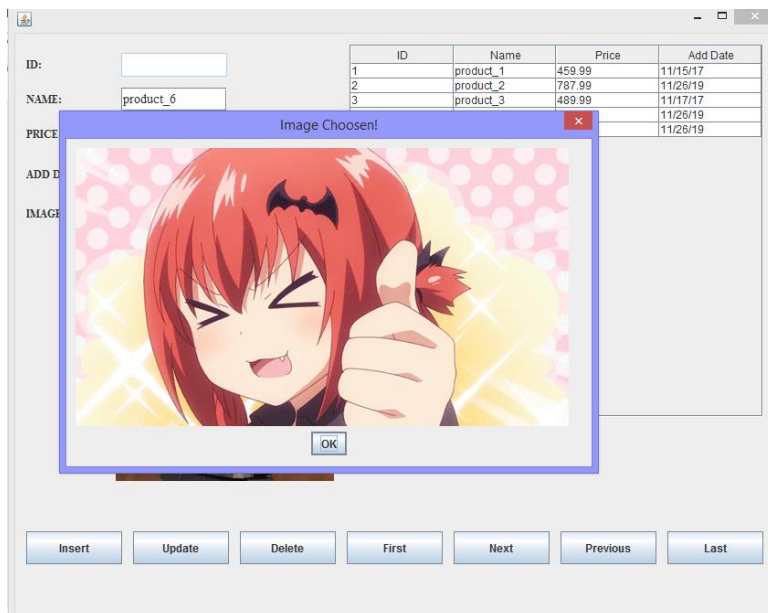 ID:
NAME:
product_6
PRICE
ADD D
IMAGE
ID Name Price Add Date
1 product_1 459.99 11/15/17
2 product_2 787.99 11/26/19
3 product_3 489.99 11/17/17
11/26/19
11/26/19
Image Choosen!
OK
Insert Update Delete First Next Previous Last